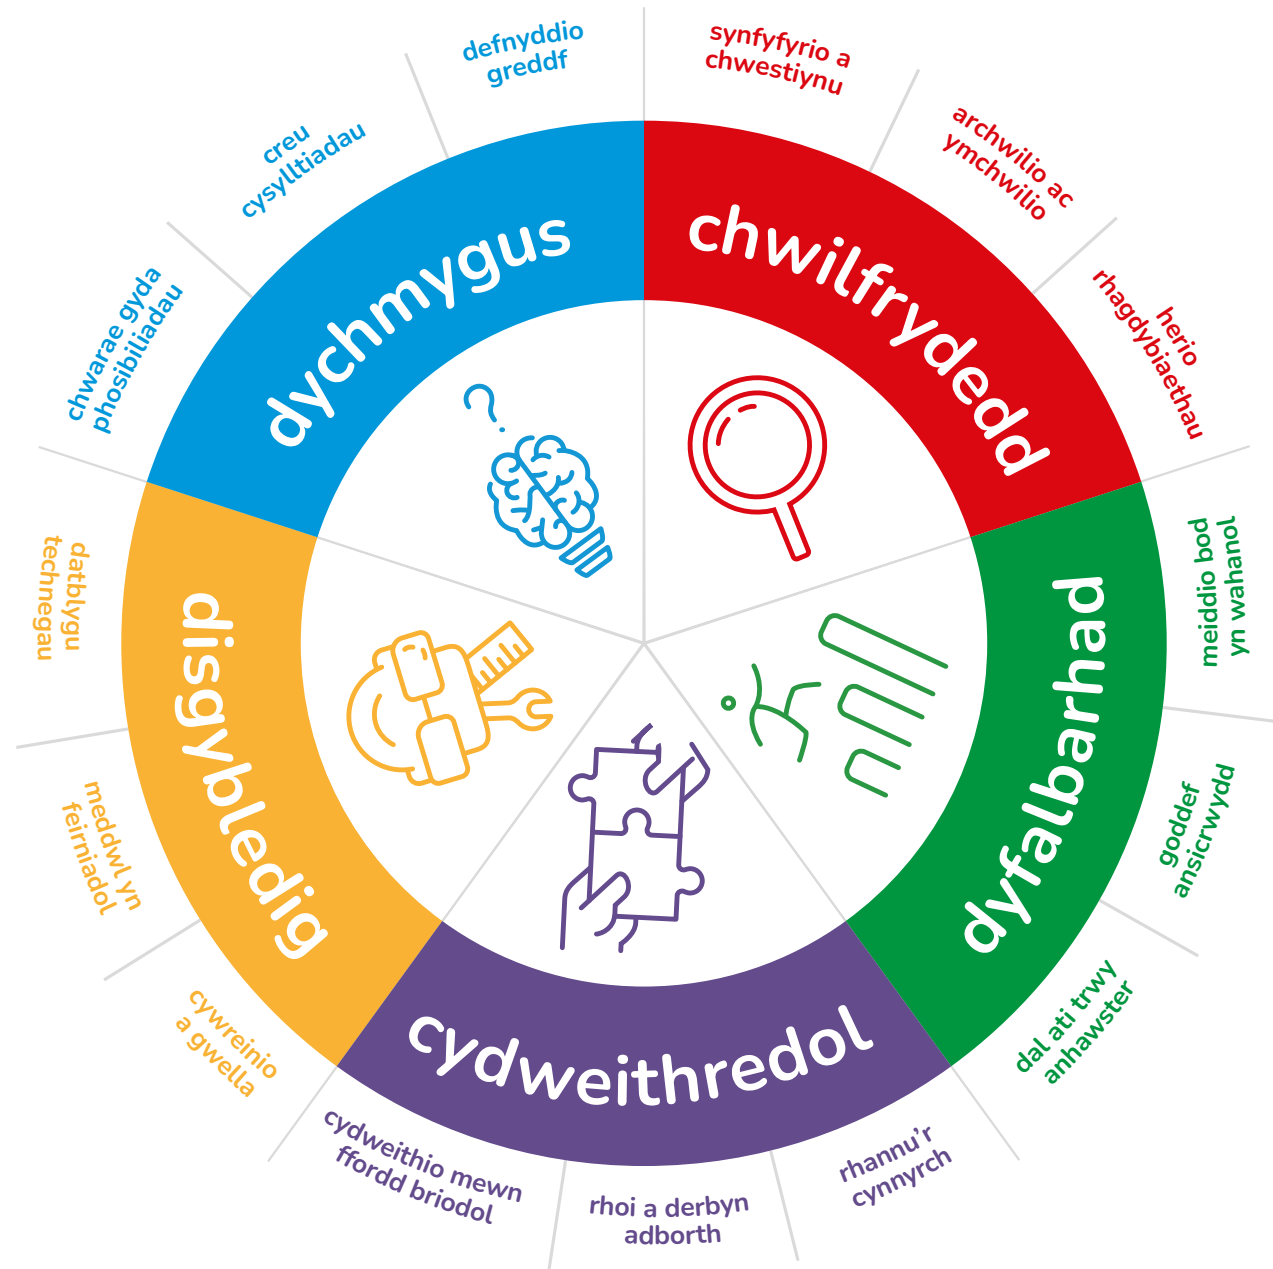 defnyddio
greddf
synfyfyrio a
chwestiynu
archwilio ac
ymchwilio
herio
rhagdybiaethau
meiddio bod
yn wahanol
goddef
ansicrwydd
dal ati trwy
anhawster
rhannu'r
cynnyrch
rhoi a derbyn
adborth
cydweithio mewn
ffordd briodol
cywreinio
a gwella
meddwl yn
feirniadol
datblygu
technegau
chwarae gyda
phosibiliadau
creu
cysylltiadau
dychmygus
chwilfrydedd
dyfalbarhad
cydweithredol
disgybledig